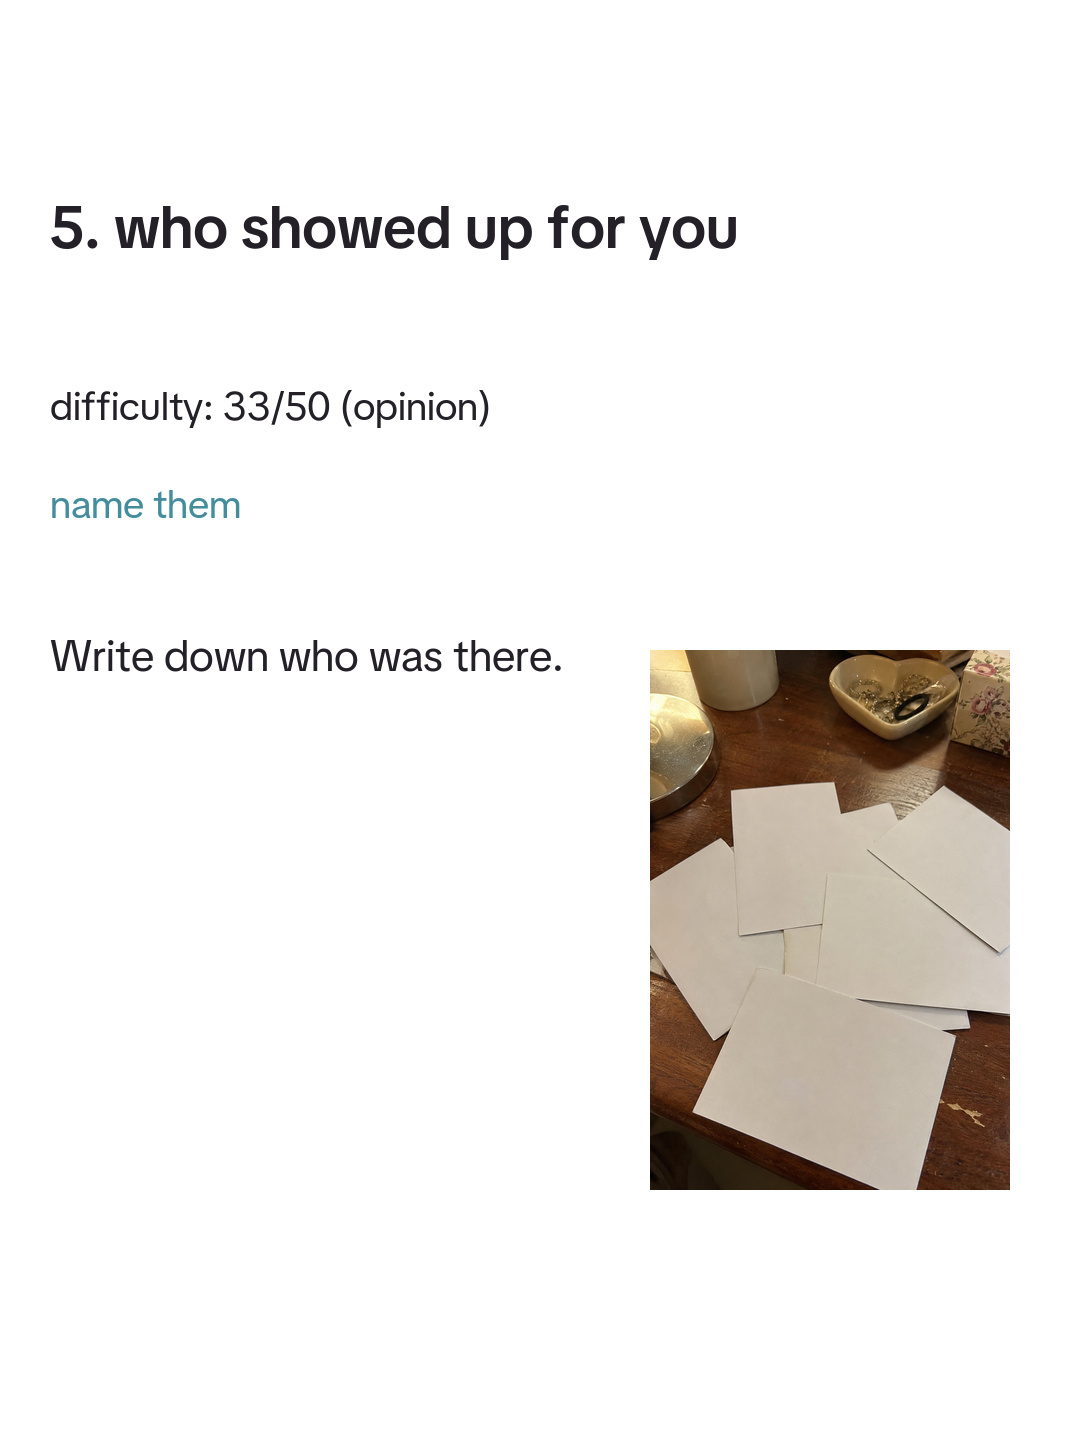 5. who showed up for you
difficulty: 33/50 (opinion)
name them
Write down who was there.